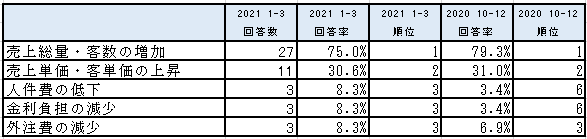 2021 1-3 2021 1-3 2021 1-3 2020 10-12 2020 10-12
回答数 回答率 順位 回答率 順位
売上総量・客数の増加 27 75.0% 1 79.3% 1
売上単価・客単価の上昇 11 30.6% 2 31.0% 2
人件費の低下 3 8.3% 3 3.4% 6
金利負担の減少 3 8.3% 3 3.4% 6
外注費の減少 3 8.3% 3 6.9% 3